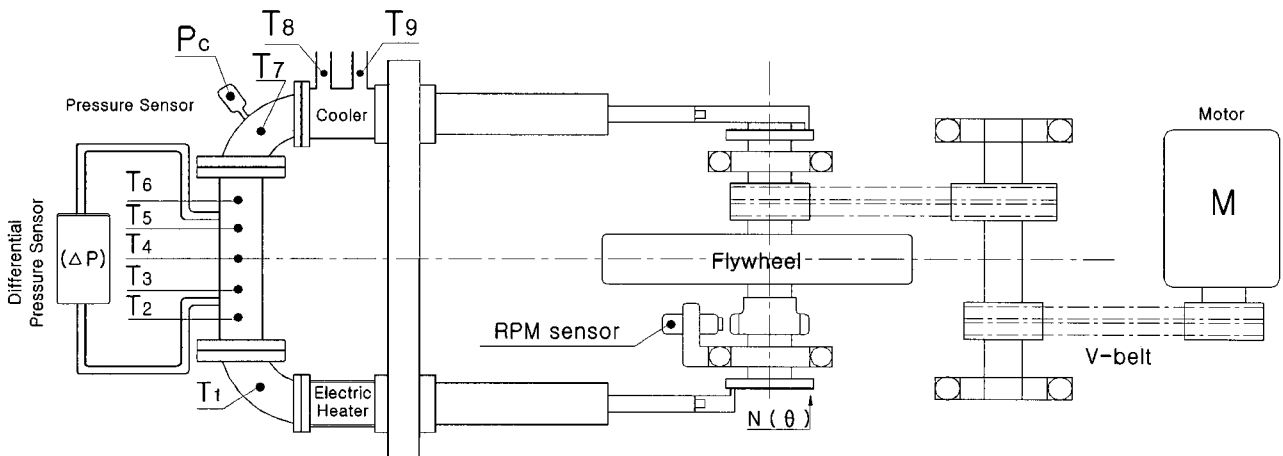 T8
T9
Pc
T7
Pressure Sensor
Cooler
Motor
T6
T5
T4
T3
T2
(ΔP)
Differential
Pressure Sensor
M
Flywheel
RPM sensor
V-belt
T1
Electric
Heater
N(θ)